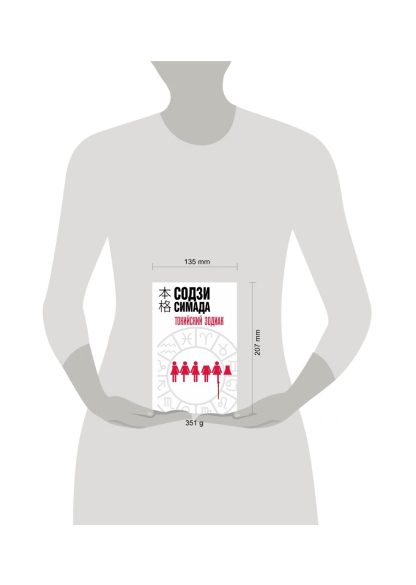 135 mm
本格
СОДЗИ
СИМАДА
ТОКИЙСКИЙ ЗОДИАК
207 mm
351 g